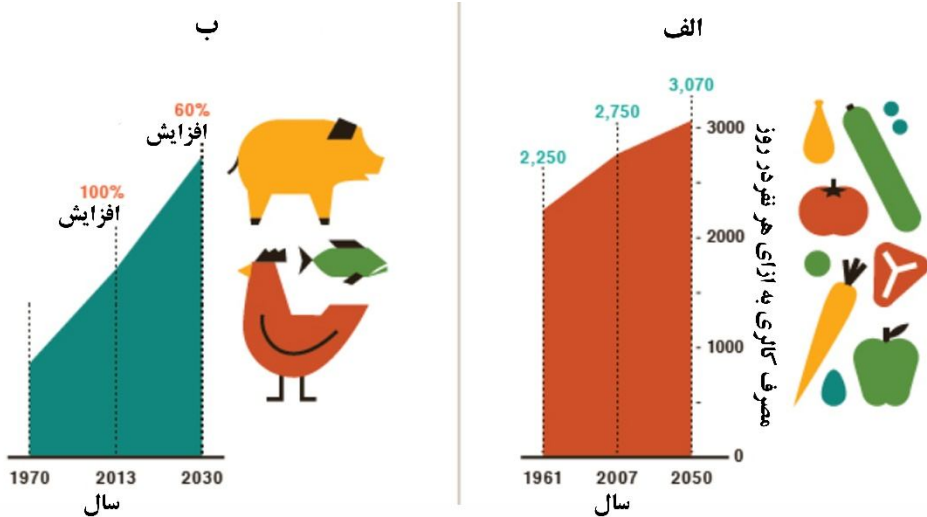 الف
3,070
2,750
2,250
3000
2000
1000
0
مصرف کالری به ازای هر نفر در روز
1961 2007 2050
سال
ب
60%
افزایش
100%
افزایش
1970 2013 2030
سال